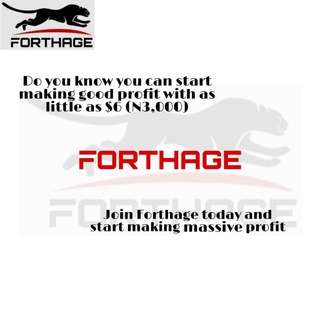 FORTHAGE
Do you know you can start
making good profit with as
little as $6 (N3,000)
FORTHAGE
FORTHAGE
Join Forthage today and
start making massive profit